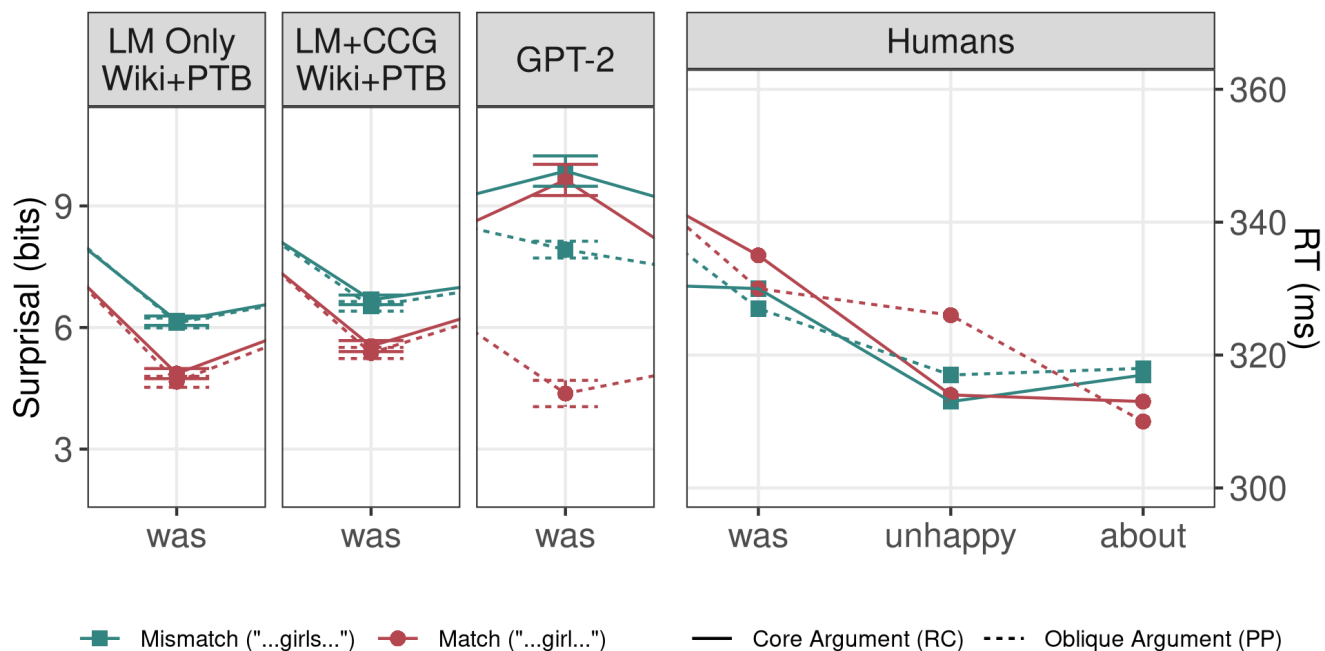 LM Only
Wiki+PTB
LM+CCG
Wiki+PTB
GPT-2
Humans
Surprisal (bits)
9
6
3
360
340
320
300
RT (ms)
was
was
was
was
unhappy
about
Mismatch ("...girls...")
Match ("...girl...")
Core Argument (RC)
Oblique Argument (PP)